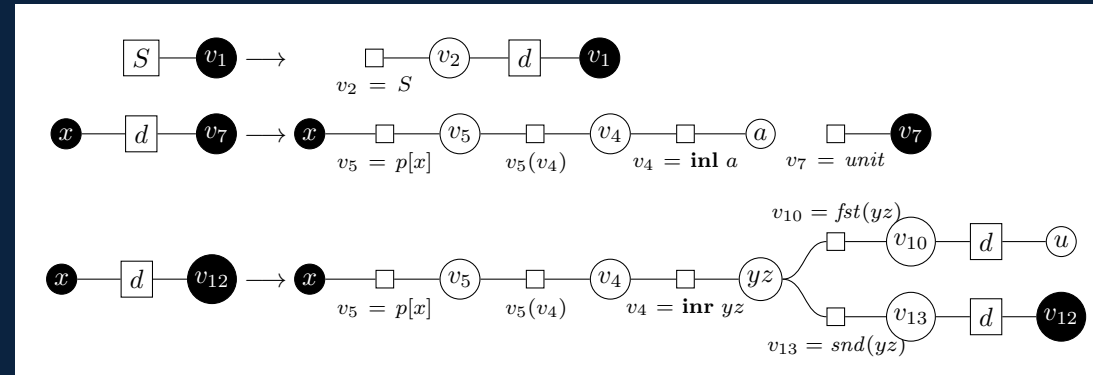 S v₁ ⟶ v₂ d v₁
v₂ = S
x d v₇ ⟶ x v₅ v₄ a v₇
v₅ = p[x] v₅(v₄) v₄ = inl a v₇ = unit
v₁₀ = fst(yz)
v₁₀ d u
x d v₁₂ ⟶ x v₅ v₄ yz
v₅ = p[x] v₅(v₄) v₄ = inr yz
v₁₃ d v₁₂
v₁₃ = snd(yz)